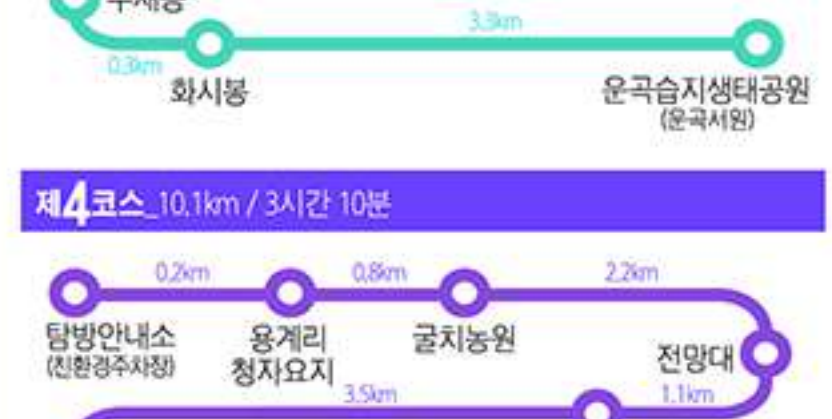 3.3km
0.3km
화시봉
운곡습지생태공원
(운곡서원)
제4코스_10.1km / 3시간 10분
0.2km
0.8km
2.2km
탐방안내소
(친환경주차장)
용계리
청자요지
굴치농원
전망대
3.5km
1.1km